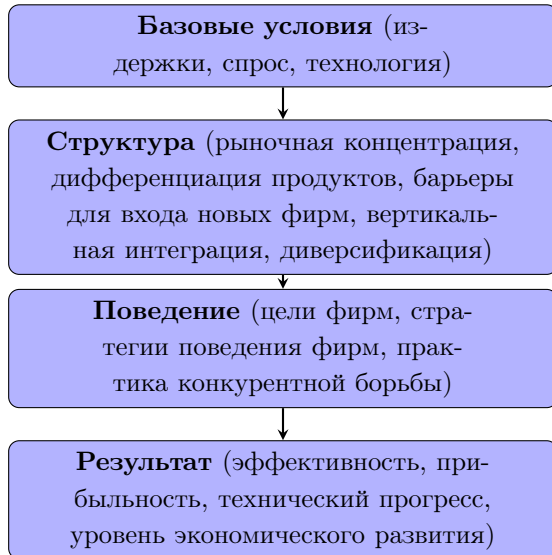 Базовые условия (из-
держки, спрос, технология)
Структура (рыночная концентрация,
дифференциация продуктов, барьеры
для входа новых фирм, вертикаль-
ная интеграция, диверсификация)
Поведение (цели фирм, стра-
тегии поведения фирм, прак-
тика конкурентной борьбы)
Результат (эффективность, при-
быльность, технический прогресс,
уровень экономического развития)